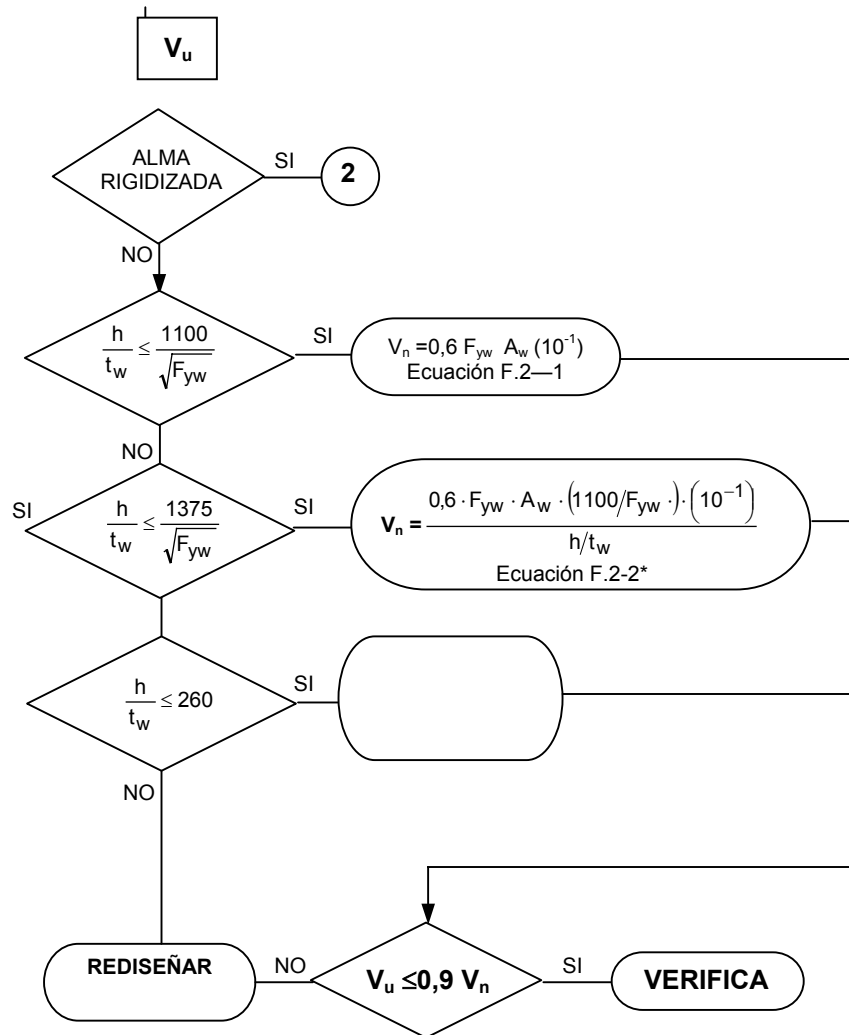 V_u
ALMA RIGIDIZADA
SI
2
NO
h/t_w ≤ 1100/√F_yw
SI
V_n =0,6 F_yw A_w (10^-1)
Ecuación F.2—1
NO
SI
h/t_w ≤ 1375/√F_yw
SI
V_n = 0,6 · F_yw · A_w · (1100/F_yw ·) · (10^−1) / h/t_w
Ecuación F.2-2*
h/t_w ≤ 260
SI
NO
REDISEÑAR
NO
V_u ≤0,9 V_n
SI
VERIFICA